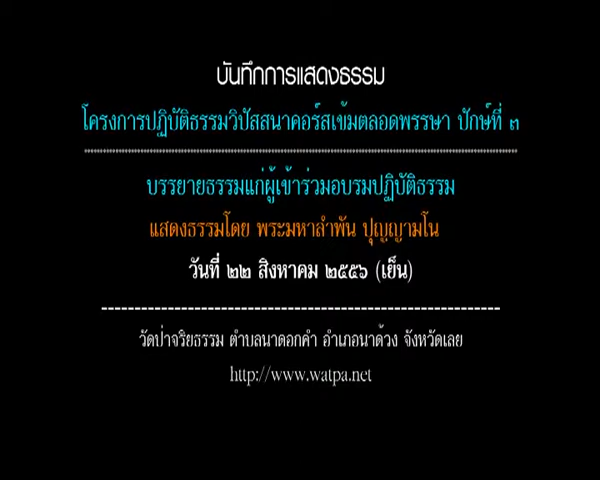 บันทึกการแสดงธรรม
โครงการปฏิบัติธรรมวิปัสสนาคอร์สเข้มตลอดพรรษา ปักษ์ที่ ๓
บรรยายธรรมแก่ผู้เข้าร่วมอบรมปฏิบัติธรรม
แสดงธรรมโดย พระมหาลำพัน ปุญฺญามโน
วันที่ ๒๒ สิงหาคม ๒๕๕๖ (เย็น)
วัดป่าจริยธรรม ตำบลนาดอกคำ อำเภอนาด้วง จังหวัดเลย
http://www.watpa.net